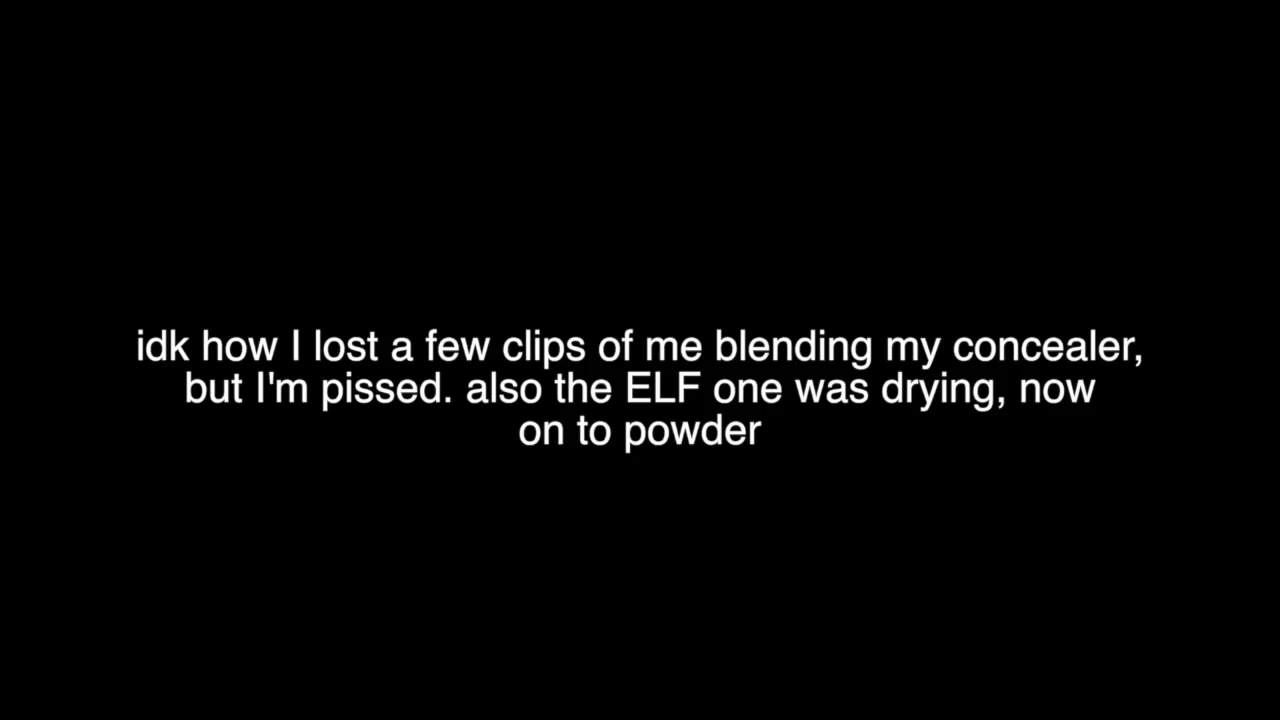 idk how I lost a few clips of me blending my concealer,
but I'm pissed. also the ELF one was drying, now
on to powder